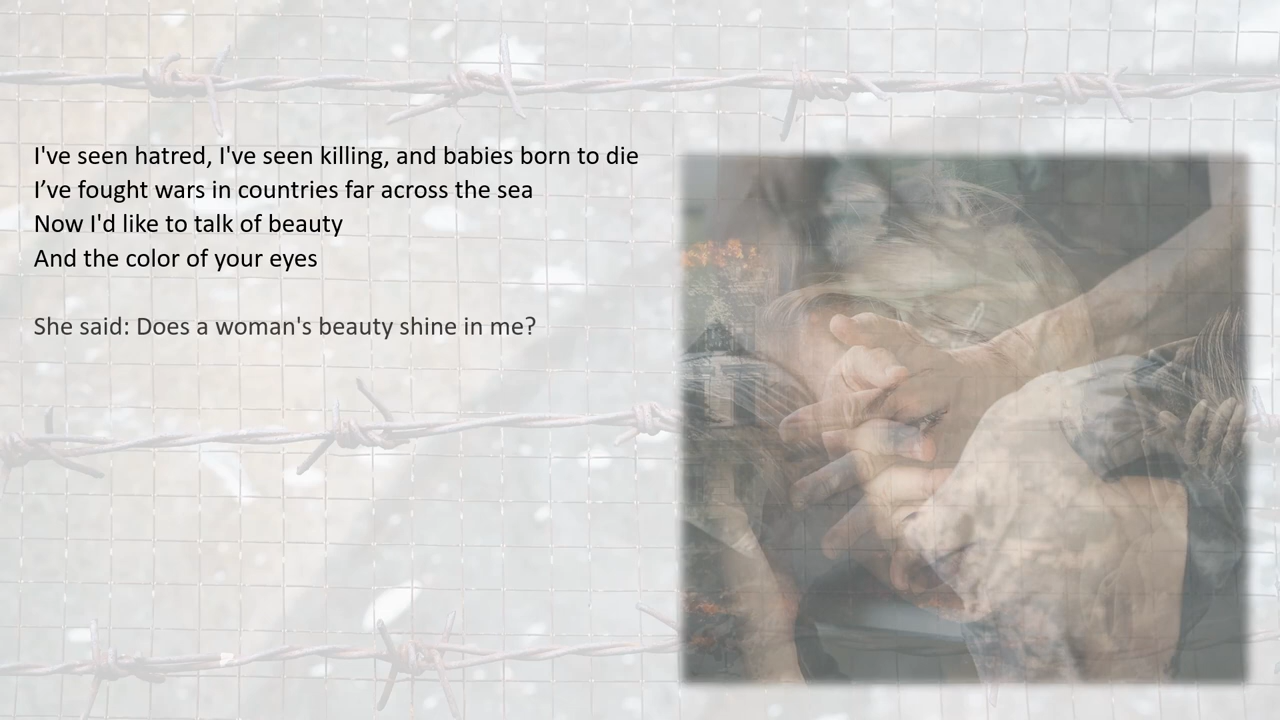 I've seen hatred, I've seen killing, and babies born to die
I’ve fought wars in countries far across the sea
Now I'd like to talk of beauty
And the color of your eyes
She said: Does a woman's beauty shine in me?